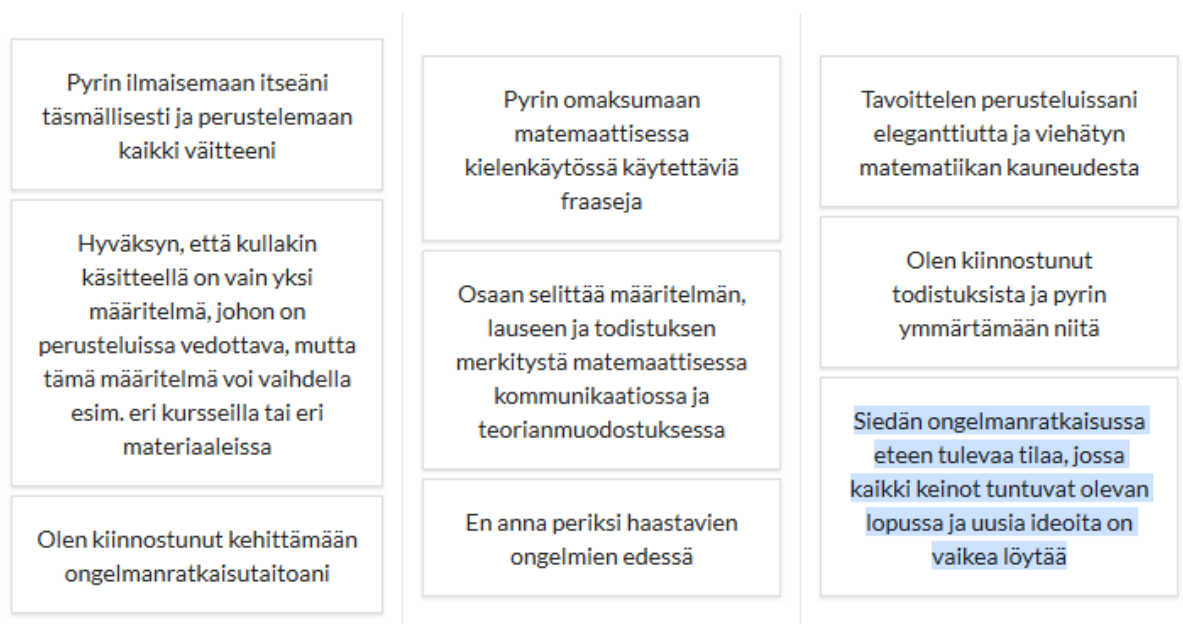 Pyrin ilmaisemaan itseäni
täsmällisesti ja perustelemaan
kaikki väitteeni
Hyväksyn, että kullakin
käsitteellä on vain yksi
määritelmä, johon on
perusteluissa vedottava, mutta
tämä määritelmä voi vaihdella
esim. eri kursseilla tai eri
materiaaleissa
Olen kiinnostunut kehittämään
ongelmanratkaisutaitoani
Pyrin omaksumaan
matemaattisessa
kielenkäytössä käytettäviä
fraaseja
Osaan selittää määritelmän,
lauseen ja todistuksen
merkitystä matemaattisessa
kommunikaatiossa ja
teorianmuodostuksessa
En anna periksi haastavien
ongelmien edessä
Tavoittelen perusteluissani
eleganttiutta ja viehätyn
matematiikan kauneudesta
Olen kiinnostunut
todistuksista ja pyrin
ymmärtämään niitä
Siedän ongelmanratkaisussa
eteen tulevaa tilaa, jossa
kaikki keinot tuntuvat olevan
lopussa ja uusia ideoita on
vaikea löytää